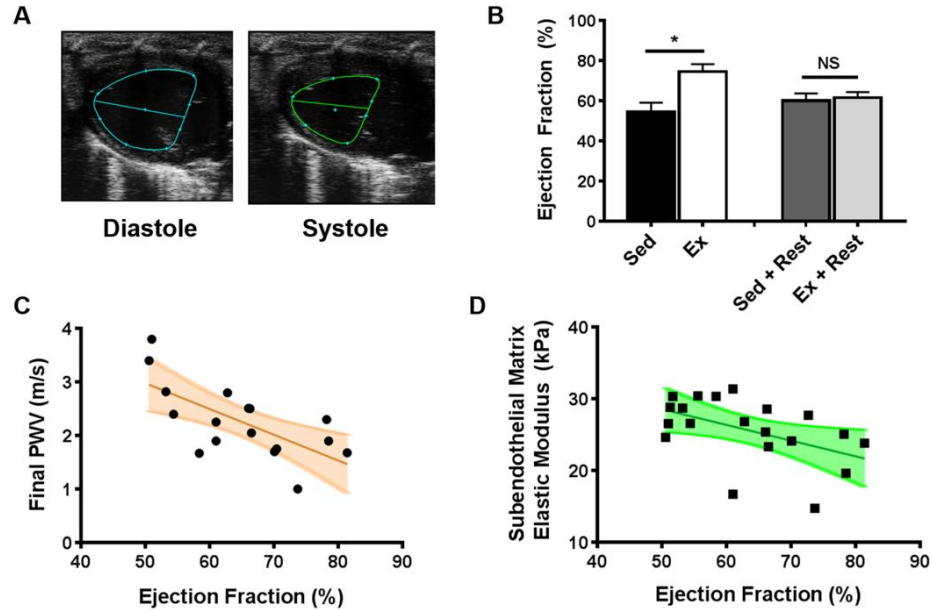 A
Diastole
Systole
B
Ejection Fraction (%)
100
80
60
40
20
0
*
NS
Sed
Ex
Sed + Rest
Ex + Rest
C
Final PWV (m/s)
4
3
2
1
0
40
50
60
70
80
90
Ejection Fraction (%)
D
Subendothelial Matrix
Elastic Modulus (kPa)
40
30
20
10
40
50
60
70
80
90
Ejection Fraction (%)